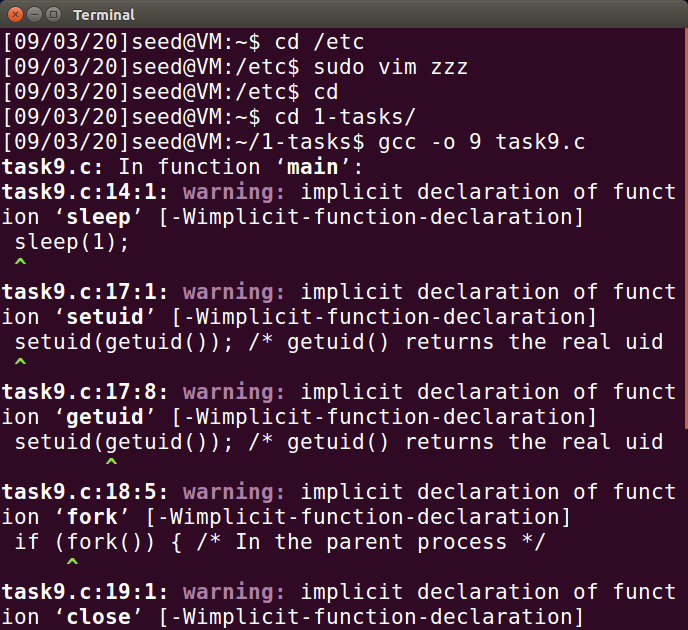 Terminal
[09/03/20]seed@VM:~$ cd /etc
[09/03/20]seed@VM:/etc$ sudo vim zzz
[09/03/20]seed@VM:/etc$ cd
[09/03/20]seed@VM:~$ cd 1-tasks/
[09/03/20]seed@VM:~/1-tasks$ gcc -o 9 task9.c
task9.c: In function ‘main’:
task9.c:14:1: warning: implicit declaration of funct
ion ‘sleep’ [-Wimplicit-function-declaration]
 sleep(1);
 ^
task9.c:17:1: warning: implicit declaration of funct
ion ‘setuid’ [-Wimplicit-function-declaration]
 setuid(getuid()); /* getuid() returns the real uid
 ^
task9.c:17:8: warning: implicit declaration of funct
ion ‘getuid’ [-Wimplicit-function-declaration]
 setuid(getuid()); /* getuid() returns the real uid
        ^
task9.c:18:5: warning: implicit declaration of funct
ion ‘fork’ [-Wimplicit-function-declaration]
 if (fork()) { /* In the parent process */
     ^
task9.c:19:1: warning: implicit declaration of funct
ion ‘close’ [-Wimplicit-function-declaration]